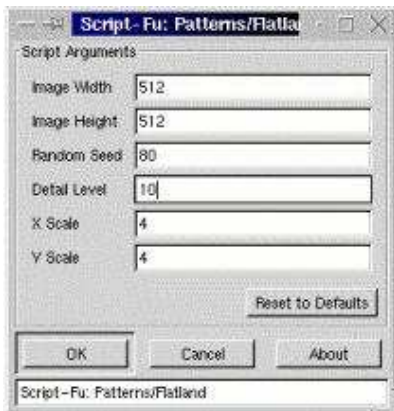 Script-Fu: Patterns/Flatla
Script Arguments
Image Width 512
Image Height 512
Random Seed 80
Detail Level 10
X Scale 4
Y Scale 4
Reset to Defaults
OK Cancel About
Script-Fu: Patterns/Flatland